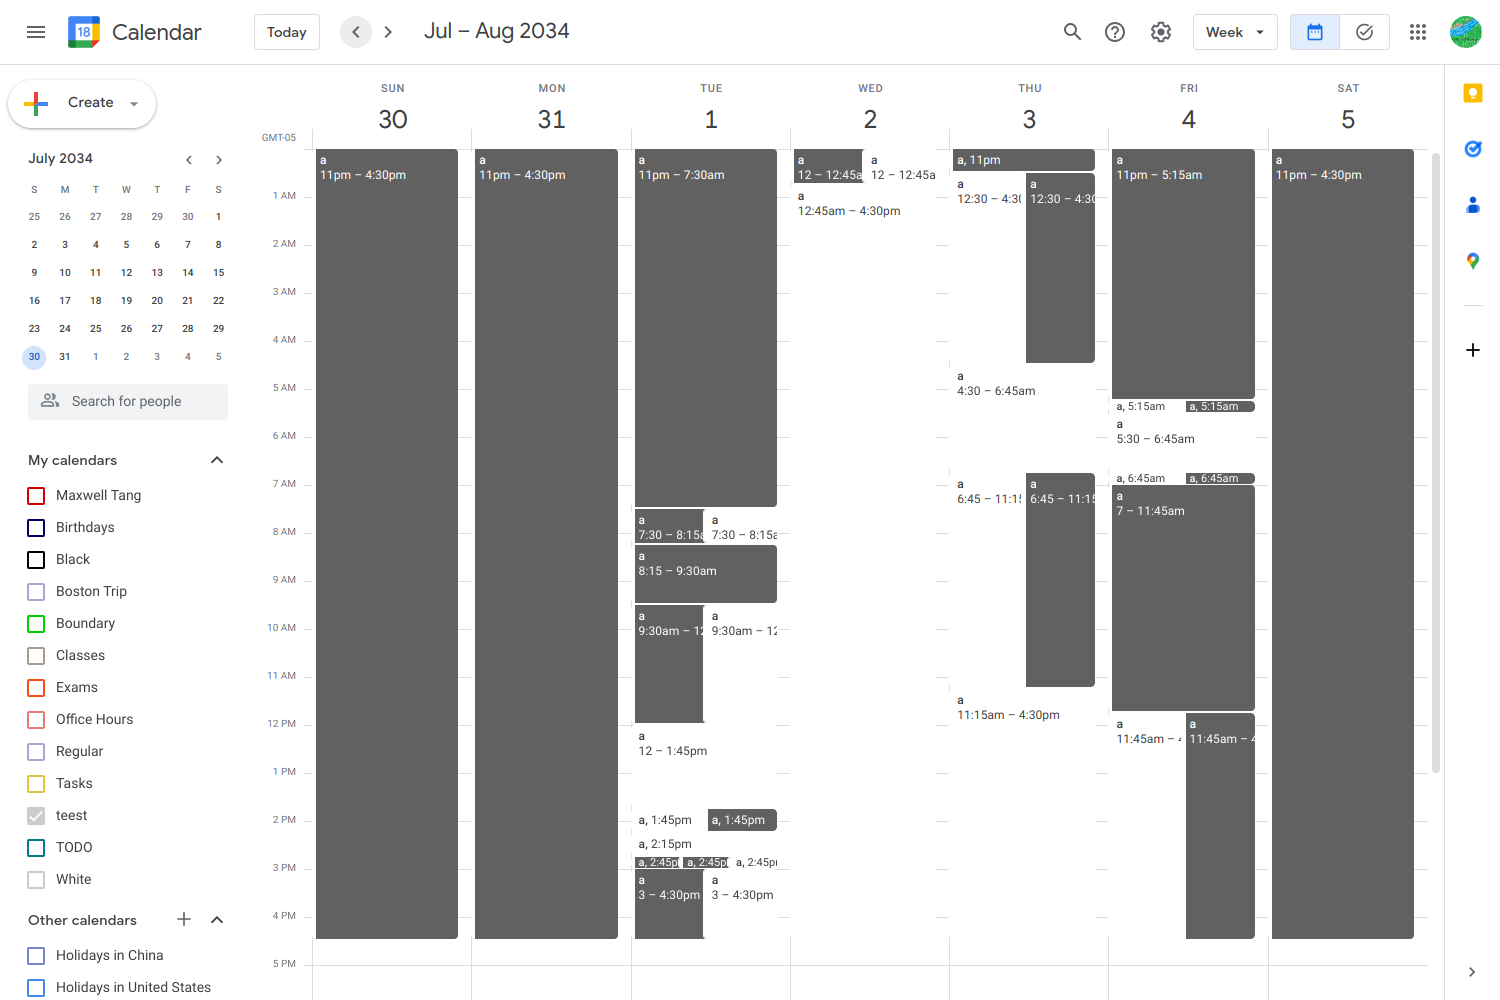 18 Calendar Today Jul – Aug 2034 Week
Create
July 2034
S M T W T F S
25 26 27 28 29 30 1
2 3 4 5 6 7 8
9 10 11 12 13 14 15
16 17 18 19 20 21 22
23 24 25 26 27 28 29
30 31 1 2 3 4 5
Search for people
My calendars
Maxwell Tang
Birthdays
Black
Boston Trip
Boundary
Classes
Exams
Office Hours
Regular
Tasks
teest
TODO
White
Other calendars
Holidays in China
Holidays in United States
SUN MON TUE WED THU FRI SAT
30 31 1 2 3 4 5
GMT-05
1 AM
2 AM
3 AM
4 AM
5 AM
6 AM
7 AM
8 AM
9 AM
10 AM
11 AM
12 PM
1 PM
2 PM
3 PM
4 PM
5 PM
a
11pm – 4:30pm
a
11pm – 4:30pm
a
11pm – 7:30am
a
7:30 – 8:15a
a
7:30 – 8:15a
a
8:15 – 9:30am
a
9:30am – 12
a
9:30am – 12
a
12 – 1:45pm
a, 1:45pm
a, 1:45pm
a, 2:15pm
a, 2:45p
a, 2:45p
a, 2:45p
a
3 – 4:30pm
a
3 – 4:30pm
a
12 – 12:45a
a
12 – 12:45a
a
12:45am – 4:30pm
a, 11pm
a
12:30 – 4:30
a
12:30 – 4:30
a
4:30 – 6:45am
a
6:45 – 11:15
a
6:45 – 11:15
a
11:15am – 4:30pm
a
11pm – 5:15am
a, 5:15am
a, 5:15am
a
5:30 – 6:45am
a, 6:45am
a, 6:45am
a
7 – 11:45am
a
11:45am – 4
a
11:45am – 4
a
11pm – 4:30pm